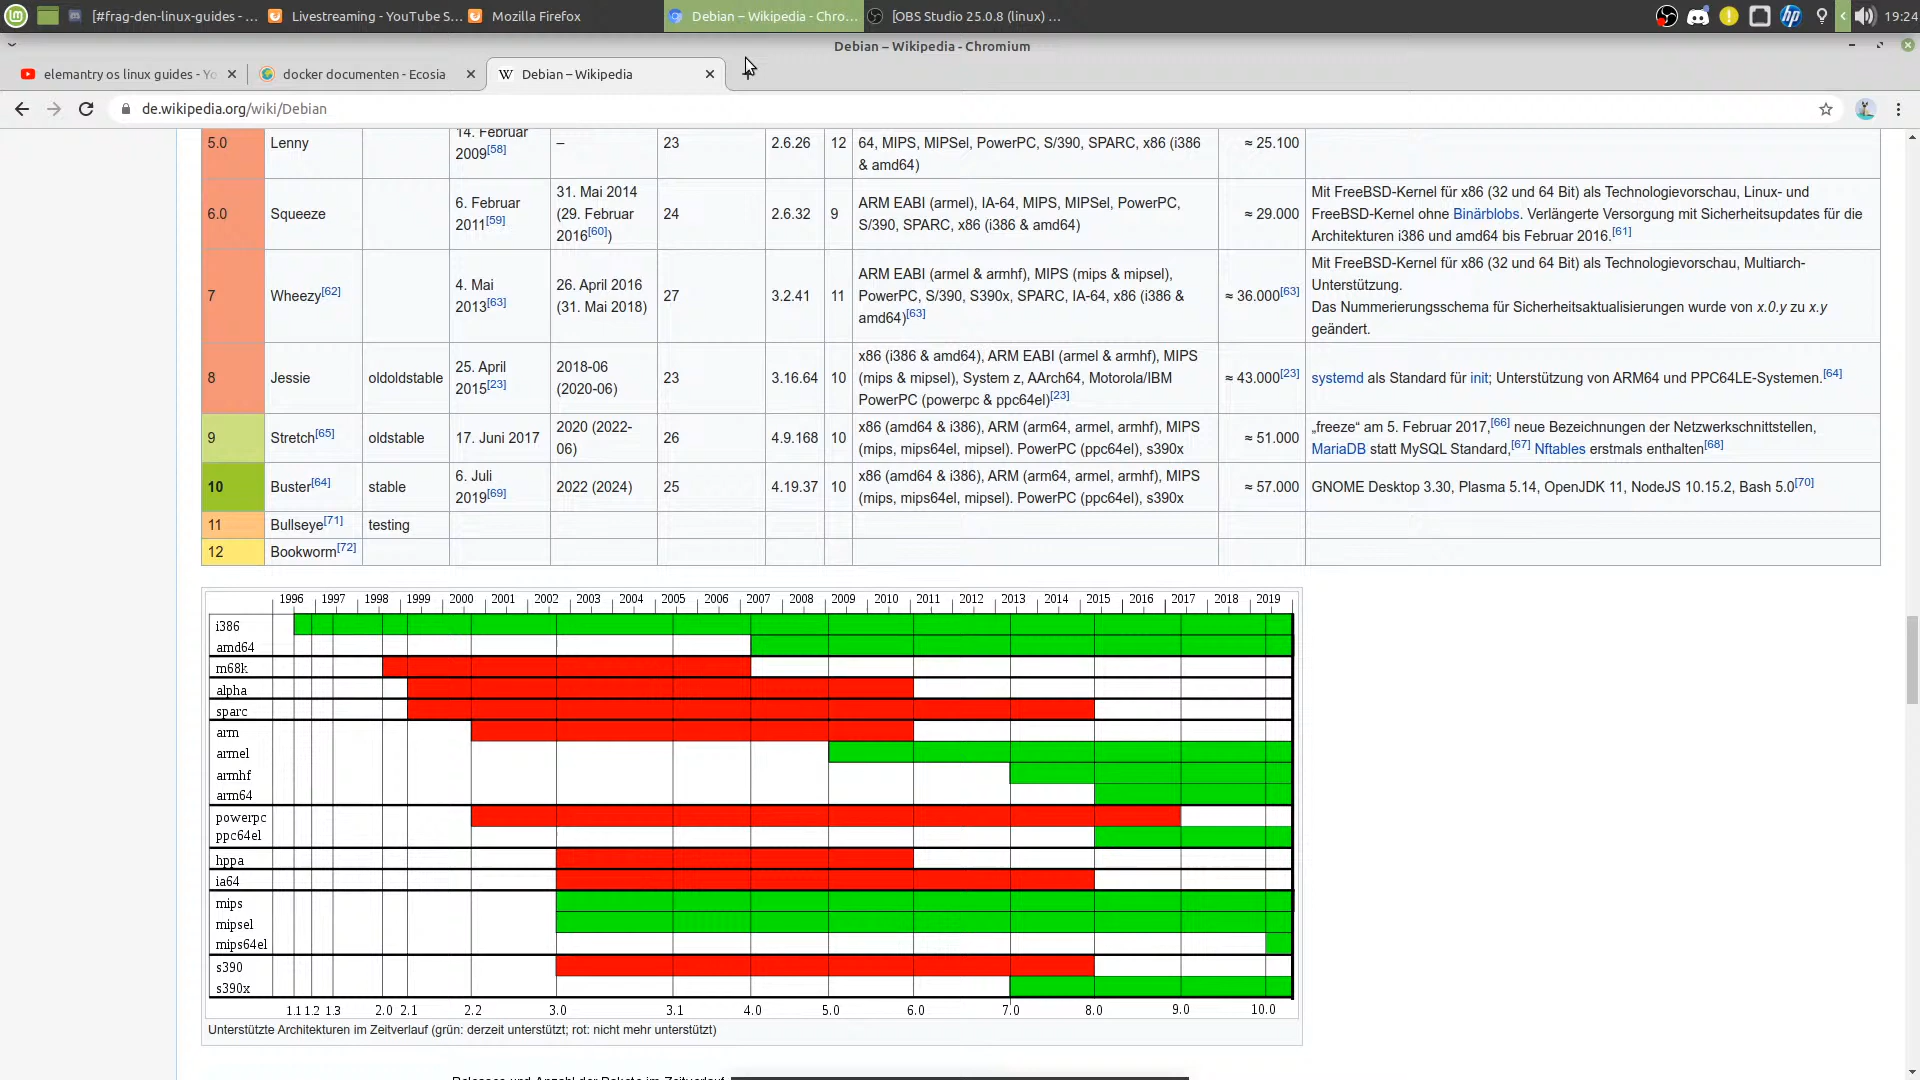 [#frag-den-linux-guides - ...
Livestreaming - YouTube S...
Mozilla Firefox
Debian – Wikipedia - Chro...
[OBS Studio 25.0.8 (linux) ...
19:24
Debian – Wikipedia - Chromium
elemantry os linux guides - Yo
docker documenten - Ecosia
Debian – Wikipedia
de.wikipedia.org/wiki/Debian
5.0 Lenny 14. Februar 2009[58] – 23 2.6.26 12 64, MIPS, MIPSel, PowerPC, S/390, SPARC, x86 (i386 & amd64) ≈ 25.100
6.0 Squeeze 6. Februar 2011[59] 31. Mai 2014 (29. Februar 2016[60]) 24 2.6.32 9 ARM EABI (armel), IA-64, MIPS, MIPSel, PowerPC, S/390, SPARC, x86 (i386 & amd64) ≈ 29.000 Mit FreeBSD-Kernel für x86 (32 und 64 Bit) als Technologievorschau, Linux- und FreeBSD-Kernel ohne Binärblobs. Verlängerte Versorgung mit Sicherheitsupdates für die Architekturen i386 und amd64 bis Februar 2016.[61]
7 Wheezy[62] 4. Mai 2013[63] 26. April 2016 (31. Mai 2018) 27 3.2.41 11 ARM EABI (armel & armhf), MIPS (mips & mipsel), PowerPC, S/390, S390x, SPARC, IA-64, x86 (i386 & amd64)[63] ≈ 36.000[63] Mit FreeBSD-Kernel für x86 (32 und 64 Bit) als Technologievorschau, Multiarch-Unterstützung.
Das Nummerierungsschema für Sicherheitsaktualisierungen wurde von x.0.y zu x.y geändert.
8 Jessie oldoldstable 25. April 2015[23] 2018-06 (2020-06) 23 3.16.64 10 x86 (i386 & amd64), ARM EABI (armel & armhf), MIPS (mips & mipsel), System z, AArch64, Motorola/IBM PowerPC (powerpc & ppc64el)[23] ≈ 43.000[23] systemd als Standard für init; Unterstützung von ARM64 und PPC64LE-Systemen.[64]
9 Stretch[65] oldstable 17. Juni 2017 2020 (2022-06) 26 4.9.168 10 x86 (amd64 & i386), ARM (arm64, armel, armhf), MIPS (mips, mips64el, mipsel). PowerPC (ppc64el), s390x ≈ 51.000 „freeze“ am 5. Februar 2017,[66] neue Bezeichnungen der Netzwerkschnittstellen, MariaDB statt MySQL Standard,[67] Nftables erstmals enthalten[68]
10 Buster[64] stable 6. Juli 2019[69] 2022 (2024) 25 4.19.37 10 x86 (amd64 & i386), ARM (arm64, armel, armhf), MIPS (mips, mips64el, mipsel). PowerPC (ppc64el), s390x ≈ 57.000 GNOME Desktop 3.30, Plasma 5.14, OpenJDK 11, NodeJS 10.15.2, Bash 5.0[70]
11 Bullseye[71] testing
12 Bookworm[72]
1996 1997 1998 1999 2000 2001 2002 2003 2004 2005 2006 2007 2008 2009 2010 2011 2012 2013 2014 2015 2016 2017 2018 2019
i386
amd64
m68k
alpha
sparc
arm
armel
armhf
arm64
powerpc
ppc64el
hppa
ia64
mips
mipsel
mips64el
s390
s390x
1.1 1.2 1.3 2.0 2.1 2.2 3.0 3.1 4.0 5.0 6.0 7.0 8.0 9.0 10.0
Unterstützte Architekturen im Zeitverlauf (grün: derzeit unterstützt; rot: nicht mehr unterstützt)
Releases und Anzahl der Pakete im Zeitverlauf